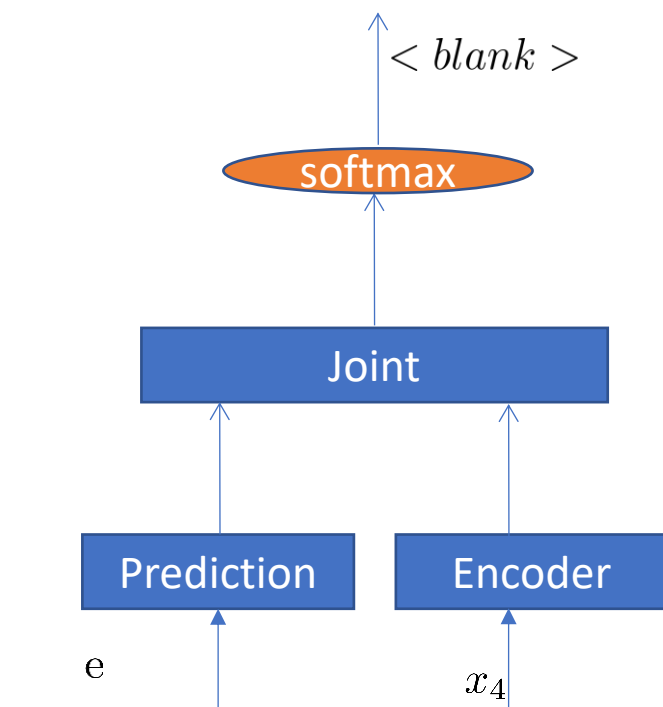 < blank >
softmax
Joint
Prediction Encoder
e x₄